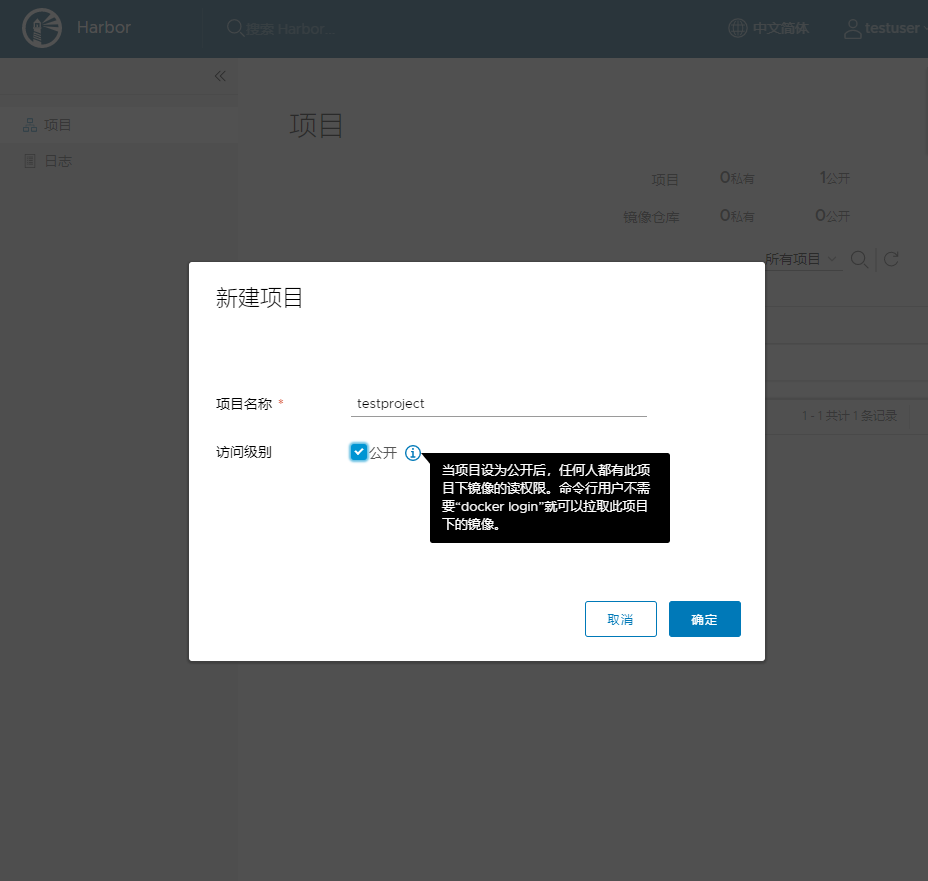 Harbor
搜索 Harbor...
中文简体
testuser
项目
日志
项目
项目 0私有 1公开
镜像仓库 0私有 0公开
所有项目
新建项目
项目名称 *
testproject
访问级别
公开
当项目设为公开后，任何人都有此项
目下镜像的读权限。命令行用户不需
要“docker login”就可以拉取此项目
下的镜像。
1 - 1 共计 1 条记录
取消
确定